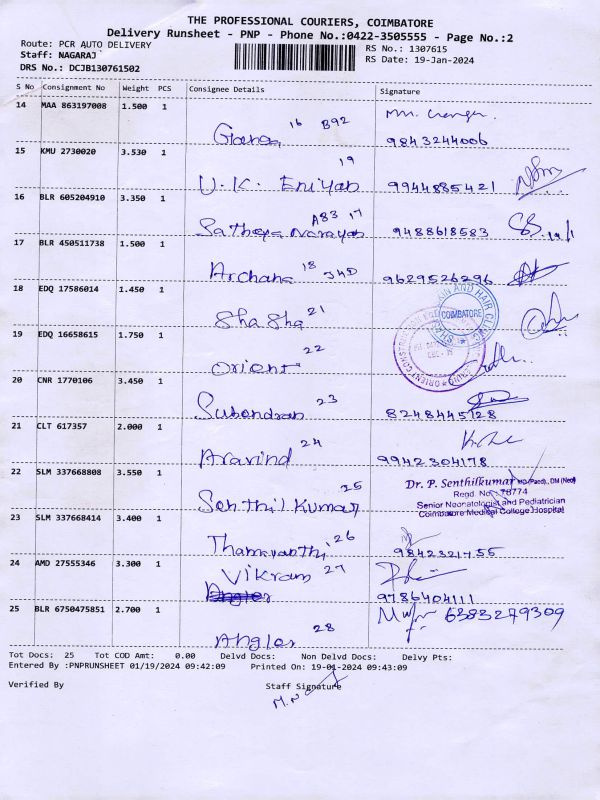 THE PROFESSIONAL COURIERS, COIMBATORE
Delivery Runsheet - PNP - Phone No.:0422-3505555 - Page No.:2
Route: PCR AUTO DELIVERY RS No.: 1307615
Staff: NAGARAJ RS Date: 19-Jan-2024
DRS No.: DCJB130761502
S No Consignment No Weight PCS Consignee Details Signature
14 MAA 863197008 1.500 1
16 B92
9843244006
15 KMU 2730020 3.530 1
19
U.K. Eniyab 9944885421
16 BLR 605204910 3.350 1
A83 17
Sathya Narayab 9488618583
17 BLR 450511738 1.500 1
18
Archana 9629526296
18 EDQ 17586014 1.450 1
21
Sha Sha
COIMBATORE
19 EDQ 16658615 1.750 1
22
Orient
20 CNR 1770106 3.450 1
23
8248445128
21 CLT 617357 2.000 1
24
Aravind 9942304178
22 SLM 337668808 3.550 1
25
Senthil Kumar
Dr. P. Senthilkumar MD(Paed)., DM (Neo)
Regd. No. 78774
Senior Neonatologist and Pediatrician
Coimbatore Medical College Hospital
23 SLM 337668414 3.400 1
26
9842321755
24 AMD 27555346 3.300 1
Vikram 27
9786404111
25 BLR 6750475851 2.700 1
6383279309
28
Angler
Tot Docs: 25 Tot COD Amt: 0.00 Delvd Docs: Non Delvd Docs: Delvy Pts:
Entered By :PNPRUNSHEET 01/19/2024 09:42:09 Printed On: 19-01-2024 09:43:09
Verified By Staff Signature
M.N